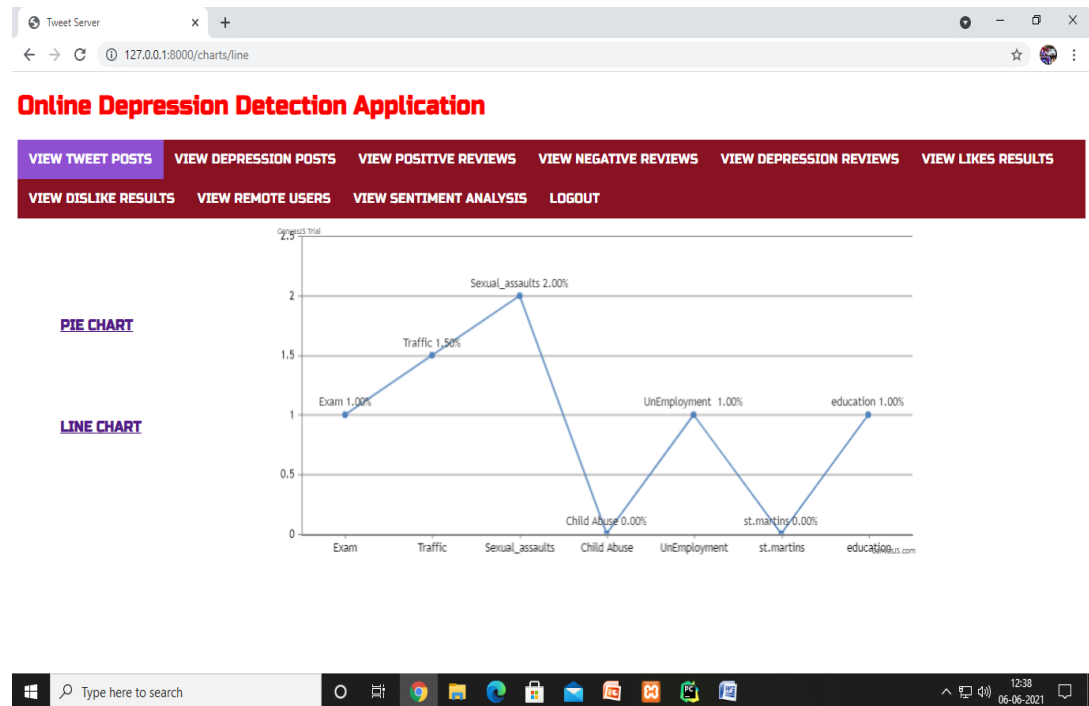 Tweet Server
127.0.0.1:8000/charts/line
Online Depression Detection Application
VIEW TWEET POSTS VIEW DEPRESSION POSTS VIEW POSITIVE REVIEWS VIEW NEGATIVE REVIEWS VIEW DEPRESSION REVIEWS VIEW LIKES RESULTS
VIEW DISLIKE RESULTS VIEW REMOTE USERS VIEW SENTIMENT ANALYSIS LOGOUT
CanvasJS Trial
2.5
Sexual_assaults 2.00%
2
PIE CHART
Traffic 1.50%
1.5
Exam 1.00% UnEmployment 1.00% education 1.00%
1
LINE CHART
0.5
Child Abuse 0.00% st.martins 0.00%
0
Exam Traffic Sexual_assaults Child Abuse UnEmployment st.martins education
CanvasJS.com
Type here to search
12:38
06-06-2021